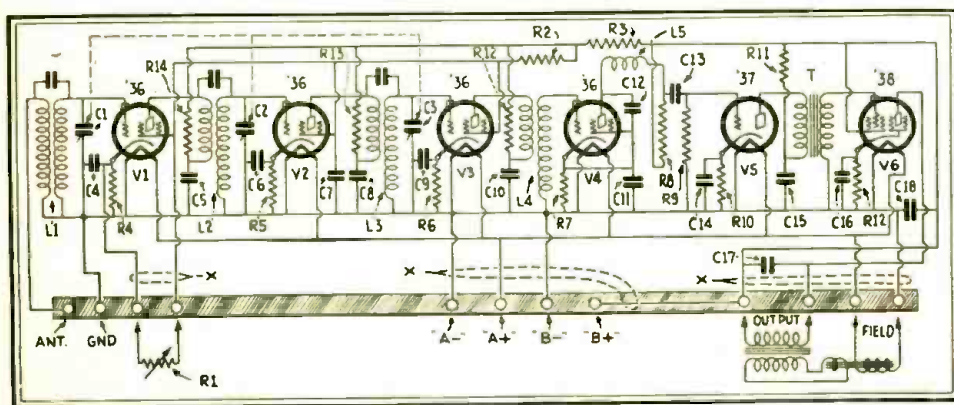 R2 R3 L5
R13 R12 C13 R11
R14 '36 '36 '36 '36 C12 '37 T '38
C1 C2 C3
C4 V1 C6 V2 C9 V3 V4 R8 V5 V6
C5 C7 C8 C10 L4 C11 R9 C14 C15 C16 R12 C18
L1 R4 L2 R5 L3 R6 R7 R10
X X X C17
ANT. GND A- A+ B- B+ OUTPUT FIELD
R1